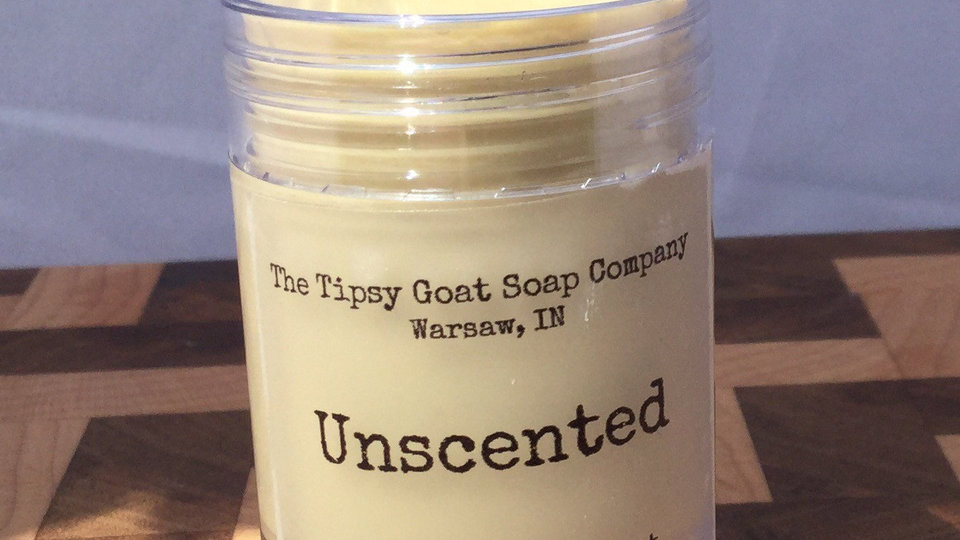 The Tipsy Goat Soap Company
Warsaw, IN
Unscented